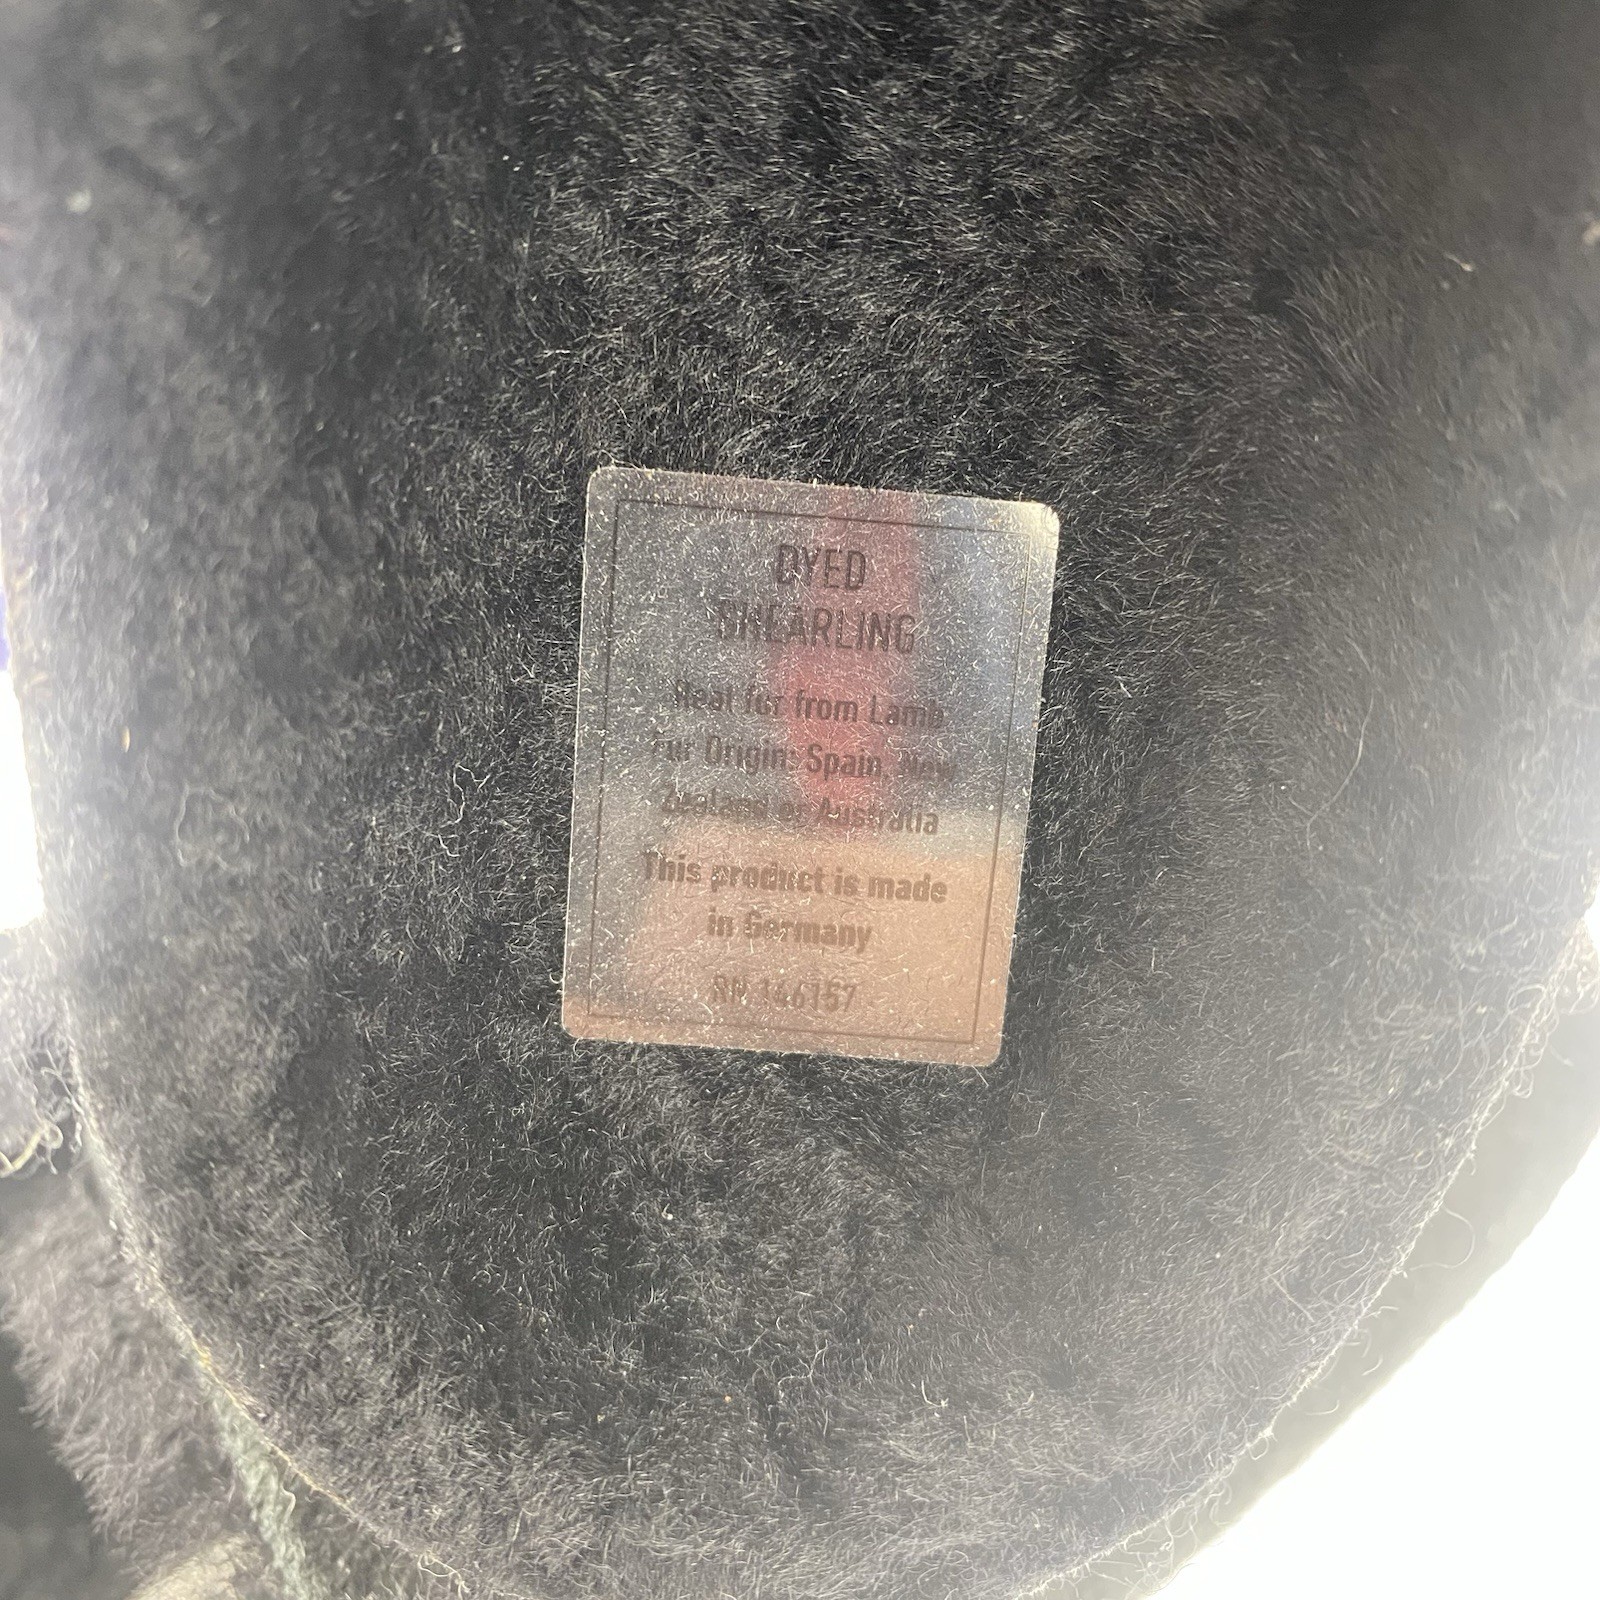 DYED
SHEARLING
Real fur from Lamb
Fur Origin: Spain, New
Zealand or Australia
This product is made
in Germany
RN 146157